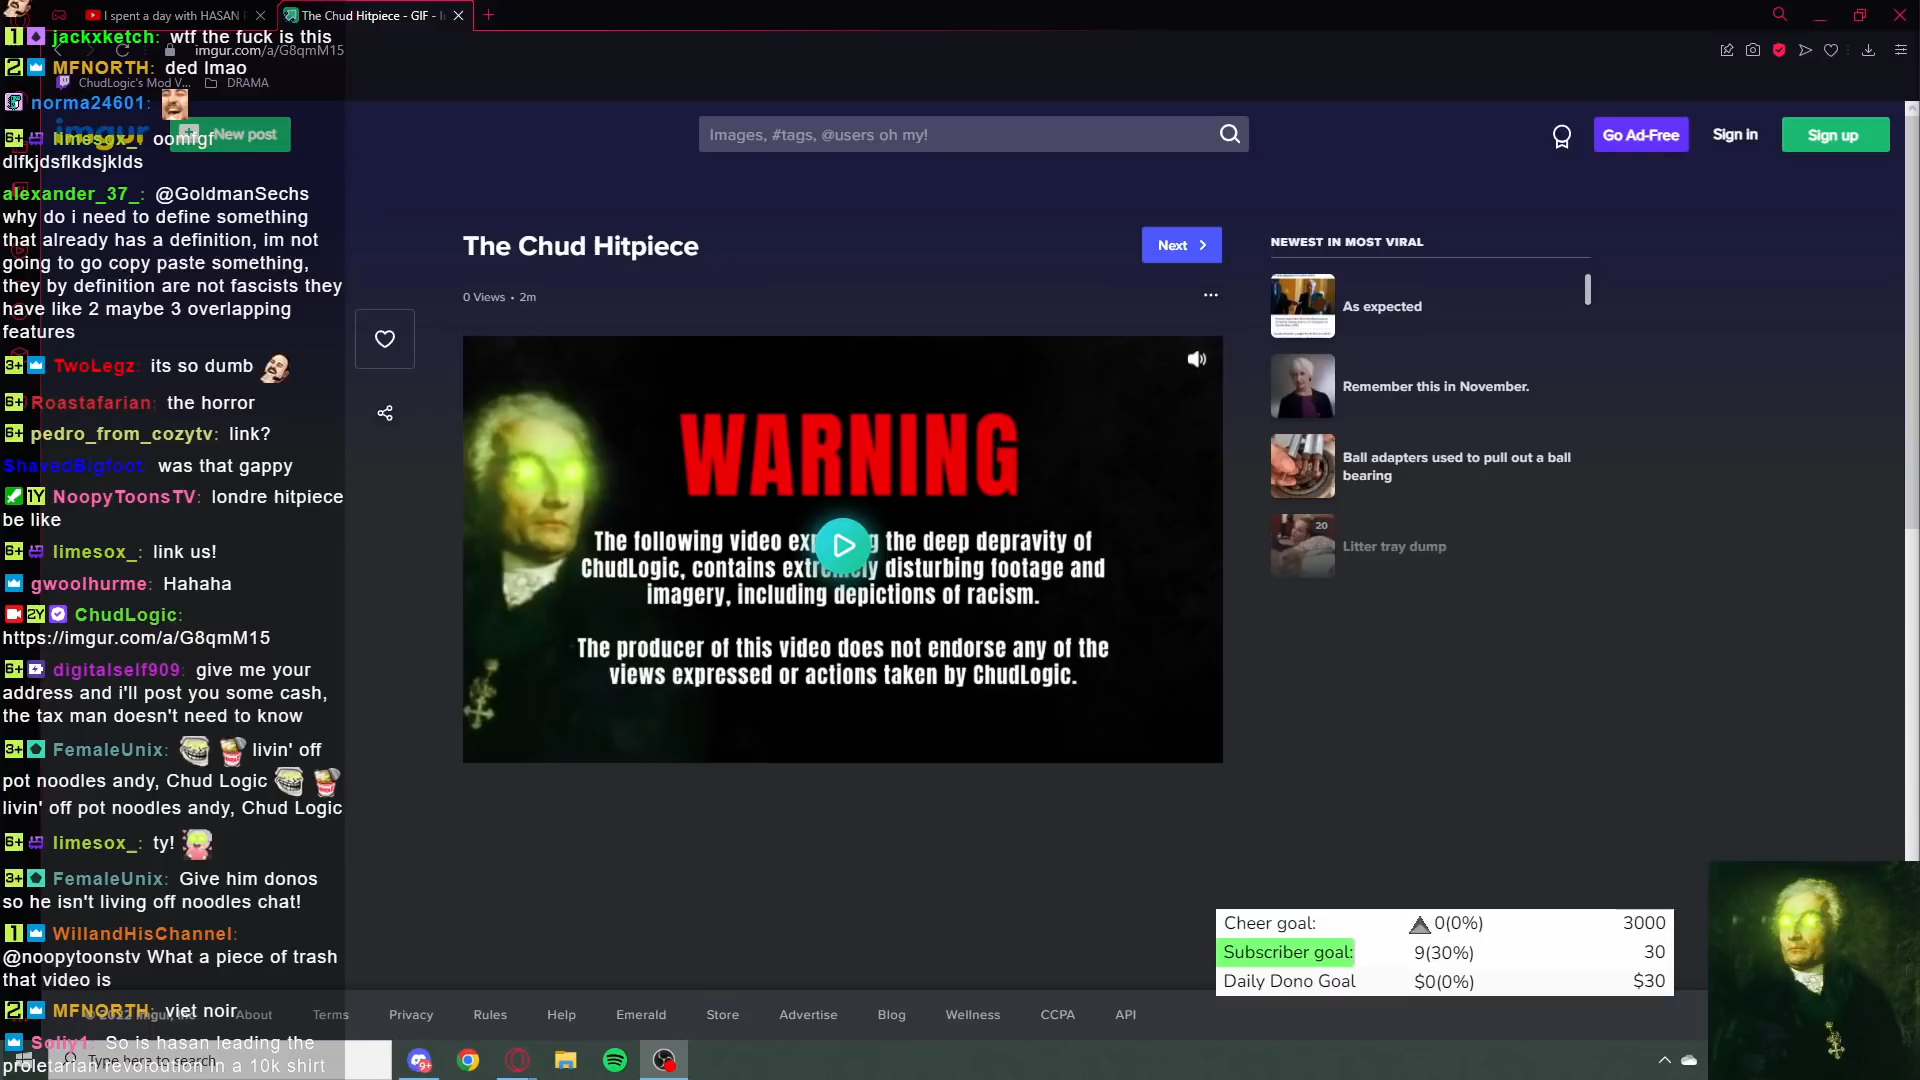 I spent a day with HASAN
The Chud Hitpiece - GIF - I
imgur.com/a/G8qmM15
ChudLogic's Mod V...
DRAMA
jackxketch: wtf the fuck is this
MFNORTH: ded lmao
norma24601:
limesox_: oomfgf
dlfkjdsflkdsjklds
alexander_37_: @GoldmanSechs
why do i need to define something
that already has a definition, im not
going to go copy paste something,
they by definition are not fascists they
have like 2 maybe 3 overlapping
features
TwoLegz: its so dumb
Roastafarian: the horror
pedro_from_cozytv: link?
ShavedBigfoot: was that gappy
NoopyToonsTV: londre hitpiece
be like
limesox_: link us!
gwoolhurme: Hahaha
ChudLogic:
https://imgur.com/a/G8qmM15
digitalself909: give me your
address and i'll post you some cash,
the tax man doesn't need to know
FemaleUnix: livin' off
pot noodles andy, Chud Logic
livin' off pot noodles andy, Chud Logic
limesox_: ty!
FemaleUnix: Give him donos
so he isn't living off noodles chat!
WillandHisChannel:
@noopytoonstv What a piece of trash
that video is
MFNORTH: viet noir
Solly1: So is hasan leading the
proletarian revoloution in a 10k shirt
imgur
New post
Images, #tags, @users oh my!
Go Ad-Free
Sign in
Sign up
The Chud Hitpiece
Next
0 Views • 2m
WARNING
The following video the deep depravity of
ChudLogic, contains extremely disturbing footage and
imagery, including depictions of racism.
The producer of this video does not endorse any of the
views expressed or actions taken by ChudLogic.
NEWEST IN MOST VIRAL
As expected
Remember this in November.
Ball adapters used to pull out a ball
bearing
20
Litter tray dump
Cheer goal: 0(0%) 3000
Subscriber goal: 9(30%) 30
Daily Dono Goal $0(0%) $30
© 2022 Imgur, Inc
About
Terms
Privacy
Rules
Help
Emerald
Store
Advertise
Blog
Wellness
CCPA
API
Type here to search
9+